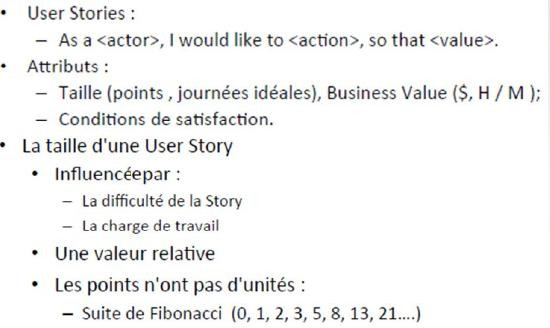 • User Stories :
– As a <actor>, I would like to <action>, so that <value>.
• Attributs :
– Taille (points , journées idéales), Business Value ($, H / M );
– Conditions de satisfaction.
• La taille d'une User Story
• Influencéepar :
– La difficulté de la Story
– La charge de travail
• Une valeur relative
• Les points n'ont pas d'unités :
– Suite de Fibonacci (0, 1, 2, 3, 5, 8, 13, 21....)